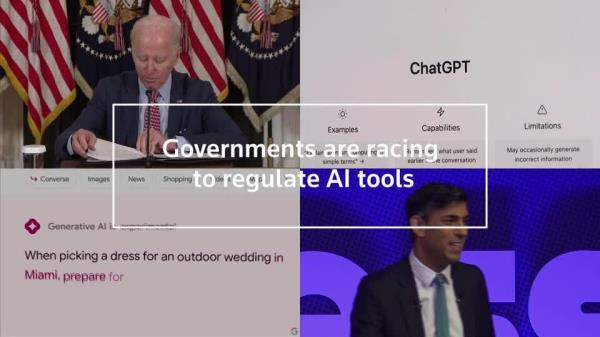 ChatGPT
Examples
Capabilities
Limitations
May occasionally generate
incorrect information
simple terms" →
what user said
earlier the conversation
Governments are racing
to regulate AI tools
Converse
Images
News
Shopping
Generative AI is experimental
When picking a dress for an outdoor wedding in
Miami, prepare for
G